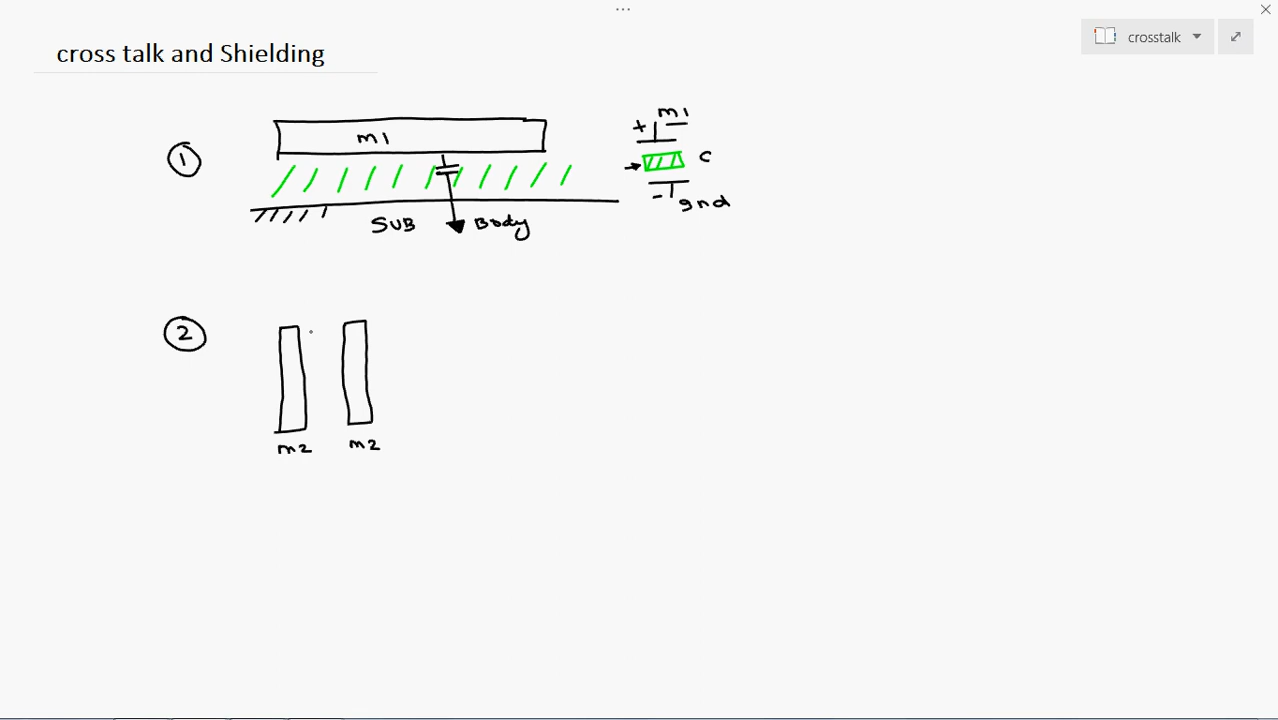 crosstalk
cross talk and Shielding
m1
+
①
m1
c
-
gnd
SUB Body
②
m2 m2